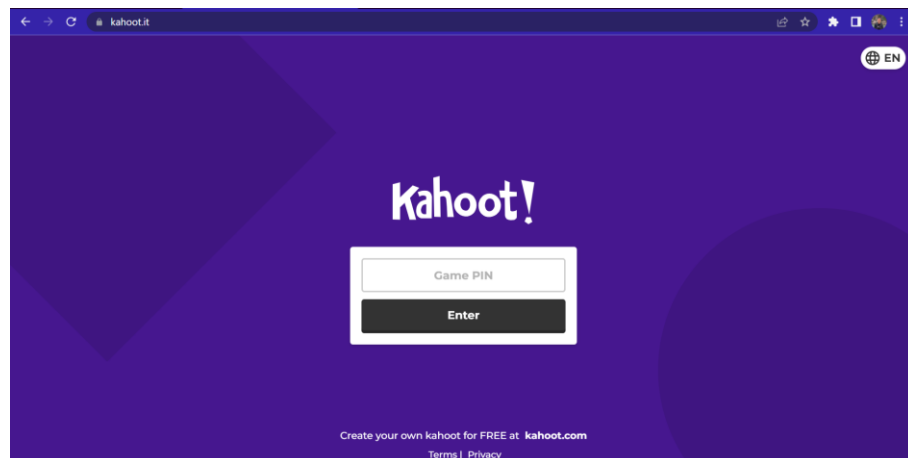 kahoot.it
EN
Kahoot!
Game PIN
Enter
Create your own kahoot for FREE at kahoot.com
Terms | Privacy